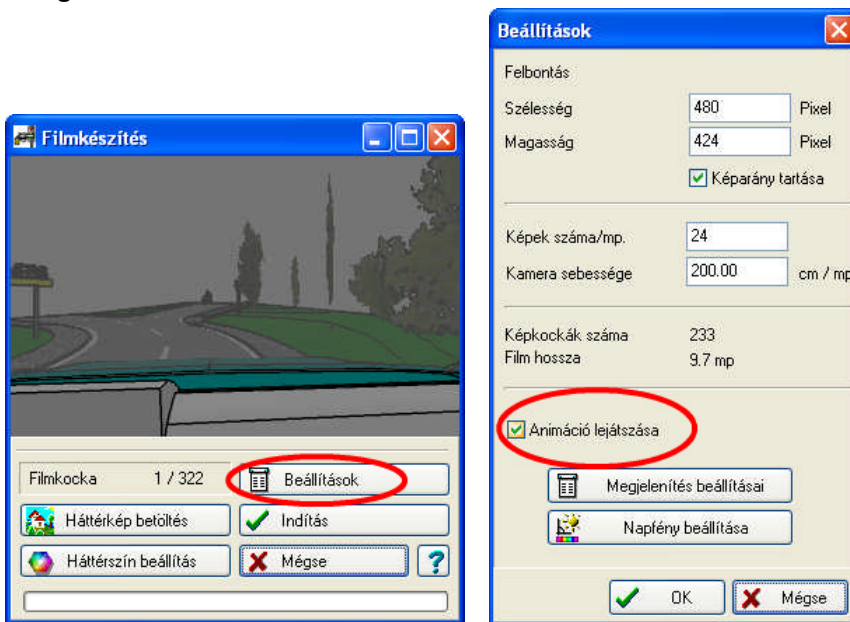 Filmkészítés
Filmkocka 1 / 322 Beállítások
Háttérkép betöltés Indítás
Háttérszín beállítás Mégse ?
Beállítások
Felbontás
Szélesség 480 Pixel
Magasság 424 Pixel
Képarány tartása
Képek száma/mp. 24
Kamera sebessége 200.00 cm / mp
Képkockák száma 233
Film hossza 9.7 mp
Animáció lejátszása
Megjelenítés beállításai
Napfény beállítása
OK Mégse